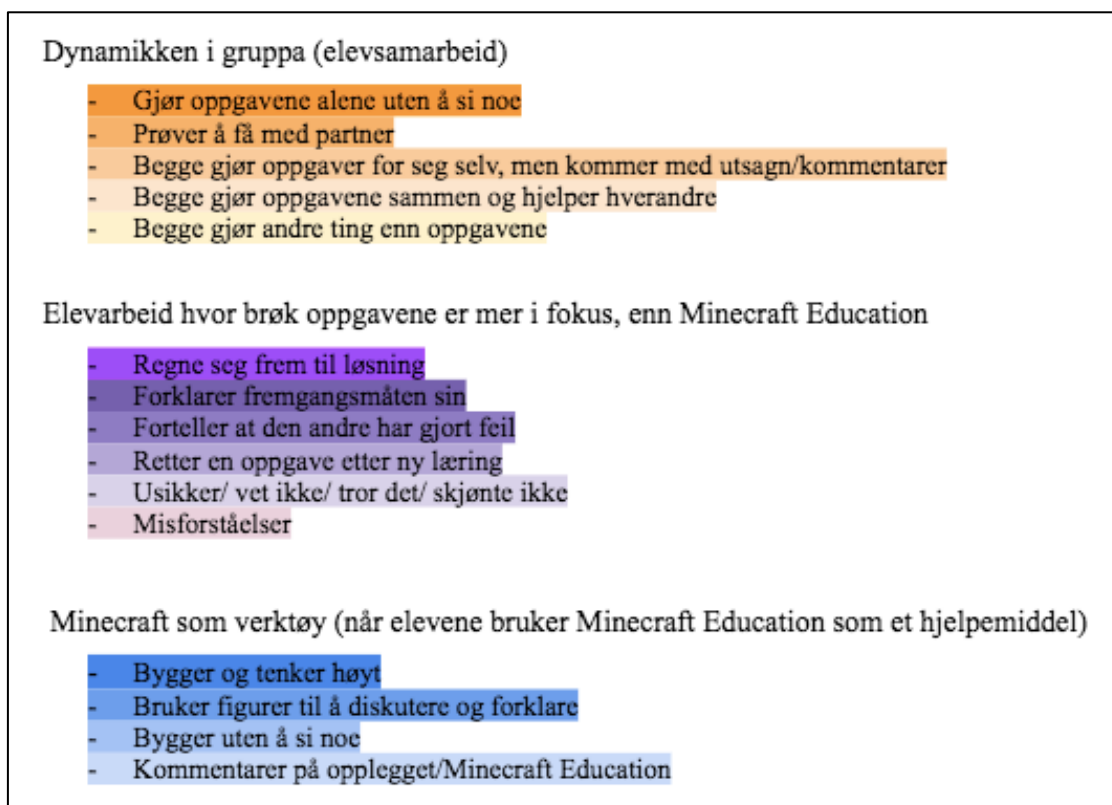 Dynamikken i gruppa (elevsamarbeid)
- Gjør oppgavene alene uten å si noe
- Prøver å få med partner
- Begge gjør oppgaver for seg selv, men kommer med utsagn/kommentarer
- Begge gjør oppgavene sammen og hjelper hverandre
- Begge gjør andre ting enn oppgavene
Elevarbeid hvor brøk oppgavene er mer i fokus, enn Minecraft Education
- Regne seg frem til løsning
- Forklarer fremgangsmåten sin
- Forteller at den andre har gjort feil
- Retter en oppgave etter ny læring
- Usikker/ vet ikke/ tror det/ skjønte ikke
- Misforståelser
Minecraft som verktøy (når elevene bruker Minecraft Education som et hjelpemiddel)
- Bygger og tenker høyt
- Bruker figurer til å diskutere og forklare
- Bygger uten å si noe
- Kommentarer på opplegget/Minecraft Education